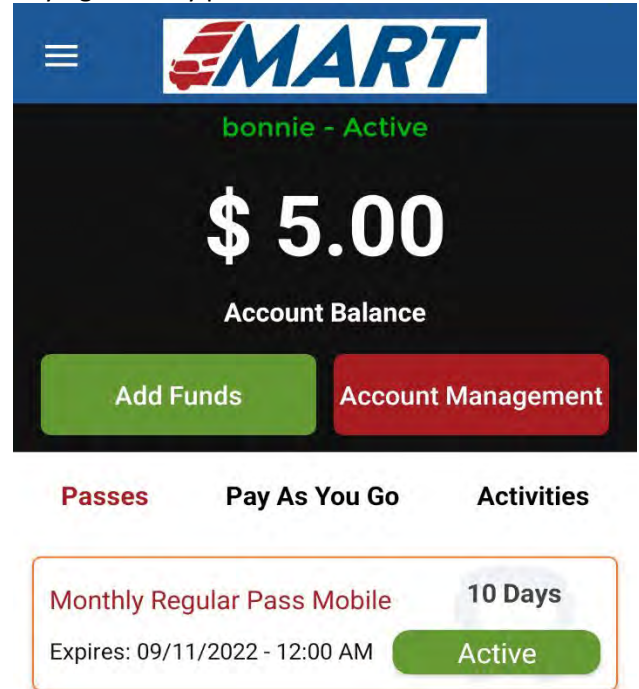 MART
bonnie - Active
$ 5.00
Account Balance
Add Funds
Account Management
Passes Pay As You Go Activities
Monthly Regular Pass Mobile 10 Days
Expires: 09/11/2022 - 12:00 AM Active